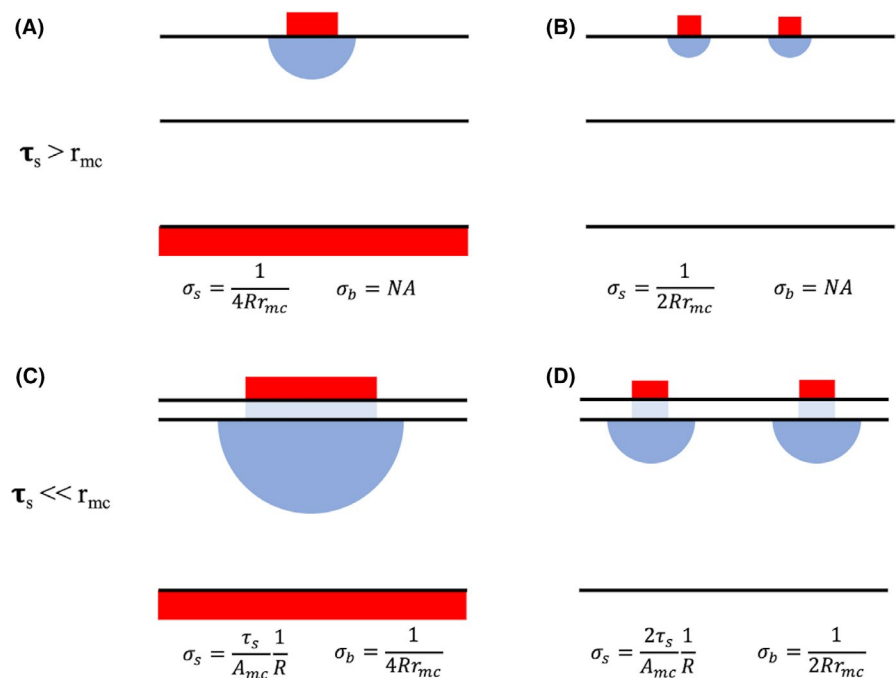 (A)
(B)
τs > rmc
σs = 1/(4Rrmc) σb = NA
σs = 1/(2Rrmc) σb = NA
(C)
(D)
τs << rmc
σs = τs/Amc 1/R σb = 1/(4Rrmc)
σs = 2τs/Amc 1/R σb = 1/(2Rrmc)